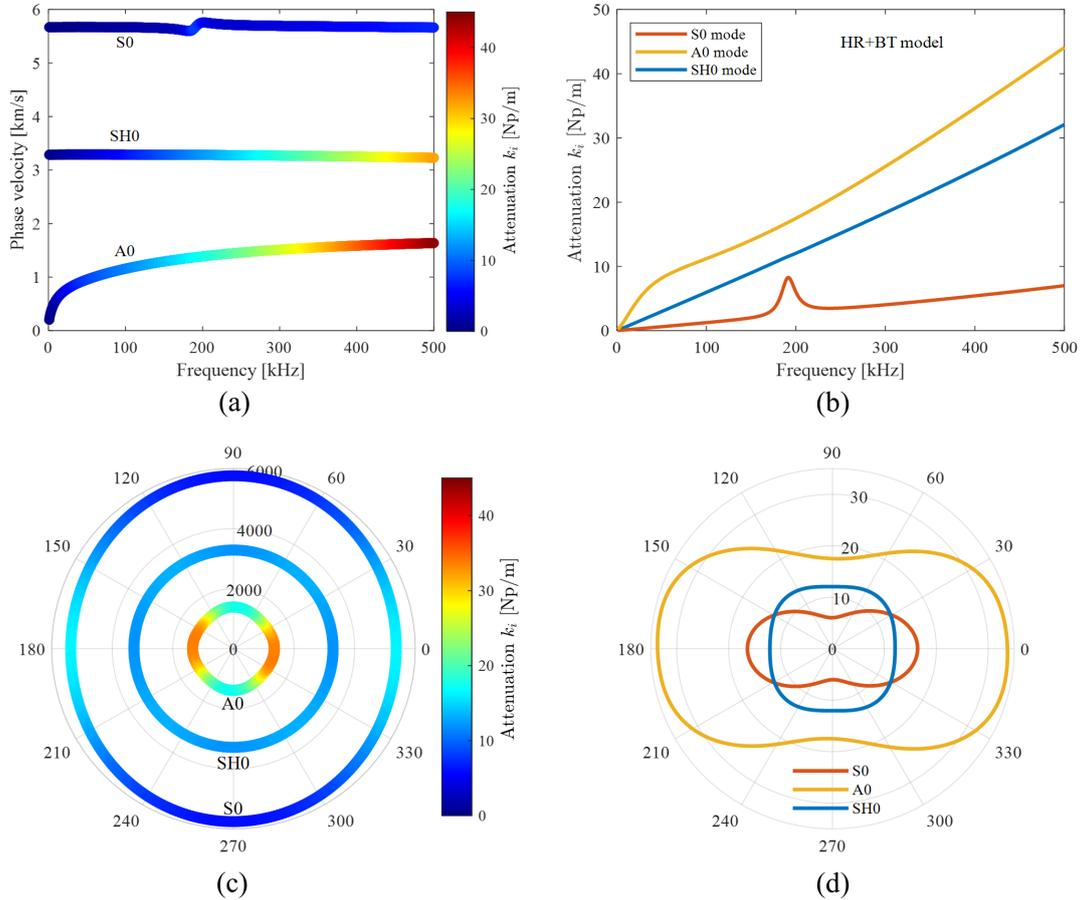 6
5
4
3
2
1
0
Phase velocity [km/s]
S0
SH0
A0
0 100 200 300 400 500
Frequency [kHz]
40
30
20
10
0
Attenuation k_i [Np/m]
(a)
50
40
30
20
10
0
Attenuation k_i [Np/m]
S0 mode
A0 mode
SH0 mode
HR+BT model
0 100 200 300 400 500
Frequency [kHz]
(b)
90
120 60
6000
150 4000 30
2000
180 0 0
A0
210 SH0 330
S0
240 300
270
40
30
20
10
0
Attenuation k_i [Np/m]
(c)
90
120 60
30
150 20 30
10
180 0 0
210 330
S0
A0
SH0
240 300
270
(d)